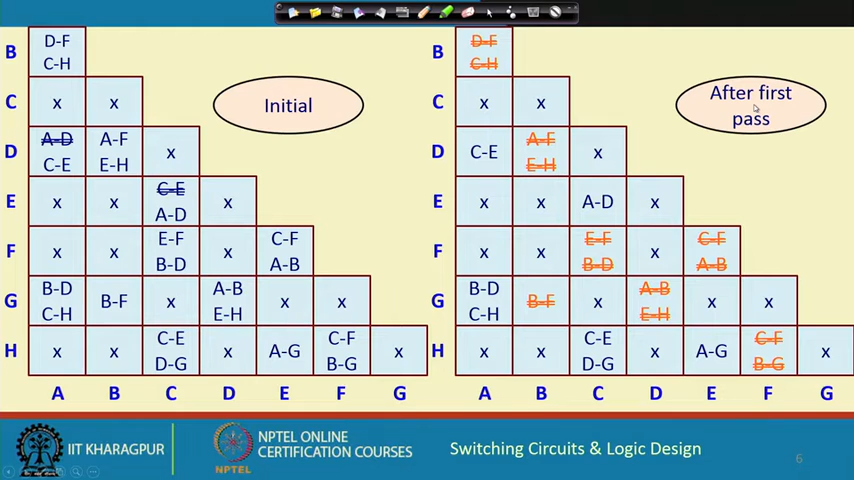 B D-F C-H
C x x
D A-D C-E A-F E-H x
E x x C-E A-D x
F x x E-F B-D x C-F A-B
G B-D C-H B-F x A-B E-H x x
H x x C-E D-G x A-G C-F B-G x
A B C D E F G
Initial
B D-F C-H
C x x
D C-E A-F E-H x
E x x A-D x
F x x E-F B-D x C-F A-B
G B-D C-H B-F x A-B E-H x x
H x x C-E D-G x A-G C-F B-G x
A B C D E F G
After first
pass
IIT KHARAGPUR
NPTEL
NPTEL ONLINE
CERTIFICATION COURSES
Switching Circuits & Logic Design
6